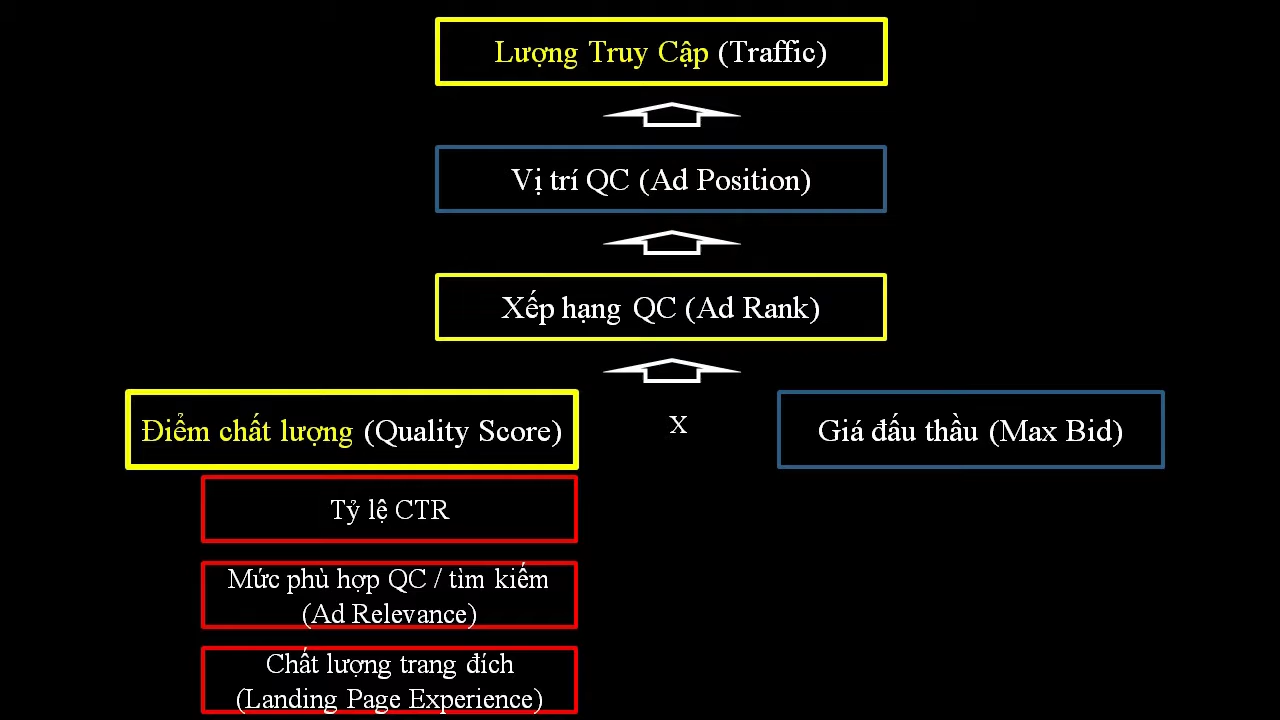 Lượng Truy Cập (Traffic)
Vị trí QC (Ad Position)
Xếp hạng QC (Ad Rank)
Điểm chất lượng (Quality Score)
X
Giá đấu thầu (Max Bid)
Tỷ lệ CTR
Mức phù hợp QC / tìm kiếm
(Ad Relevance)
Chất lượng trang đích
(Landing Page Experience)